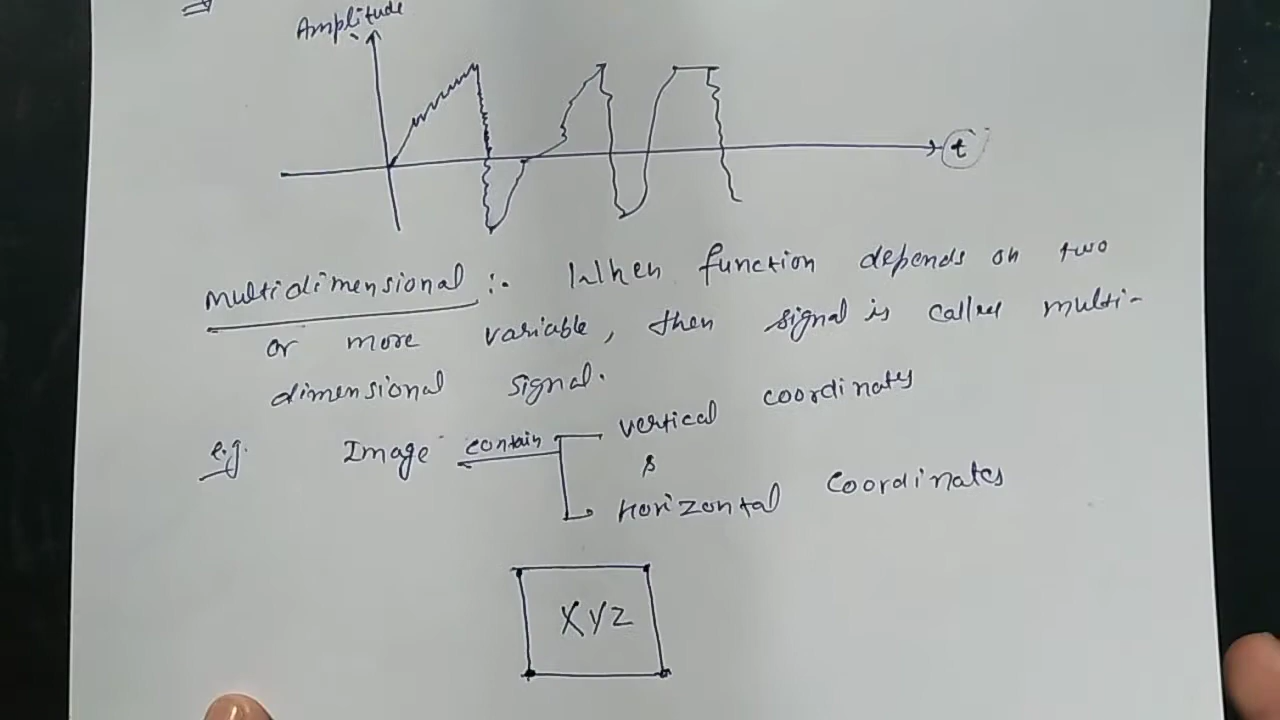 Amplitude
t
multidimensional :- When function depends on two
or more variable, then signal is called multi-
dimensional signal.
e.g. Image contain vertical coordinates
&
Horizontal coordinates
XYZ